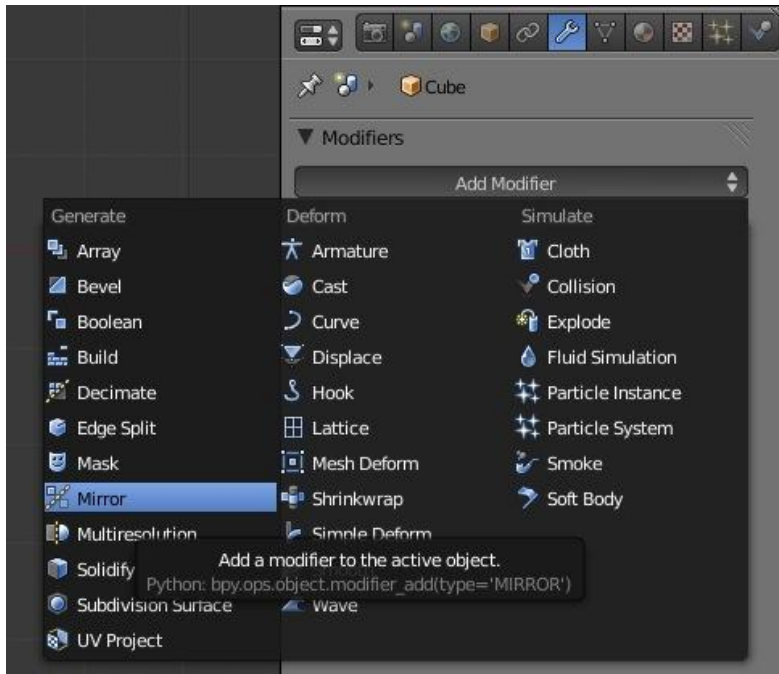 Cube
Modifiers
Add Modifier
Generate
Array
Bevel
Boolean
Build
Decimate
Edge Split
Mask
Mirror
Multiresolution
Solidify
Subdivision Surface
UV Project
Deform
Armature
Cast
Curve
Displace
Hook
Lattice
Mesh Deform
Shrinkwrap
Simple Deform
Wave
Simulate
Cloth
Collision
Explode
Fluid Simulation
Particle Instance
Particle System
Smoke
Soft Body
Add a modifier to the active object.
Python: bpy.ops.object.modifier_add(type='MIRROR')